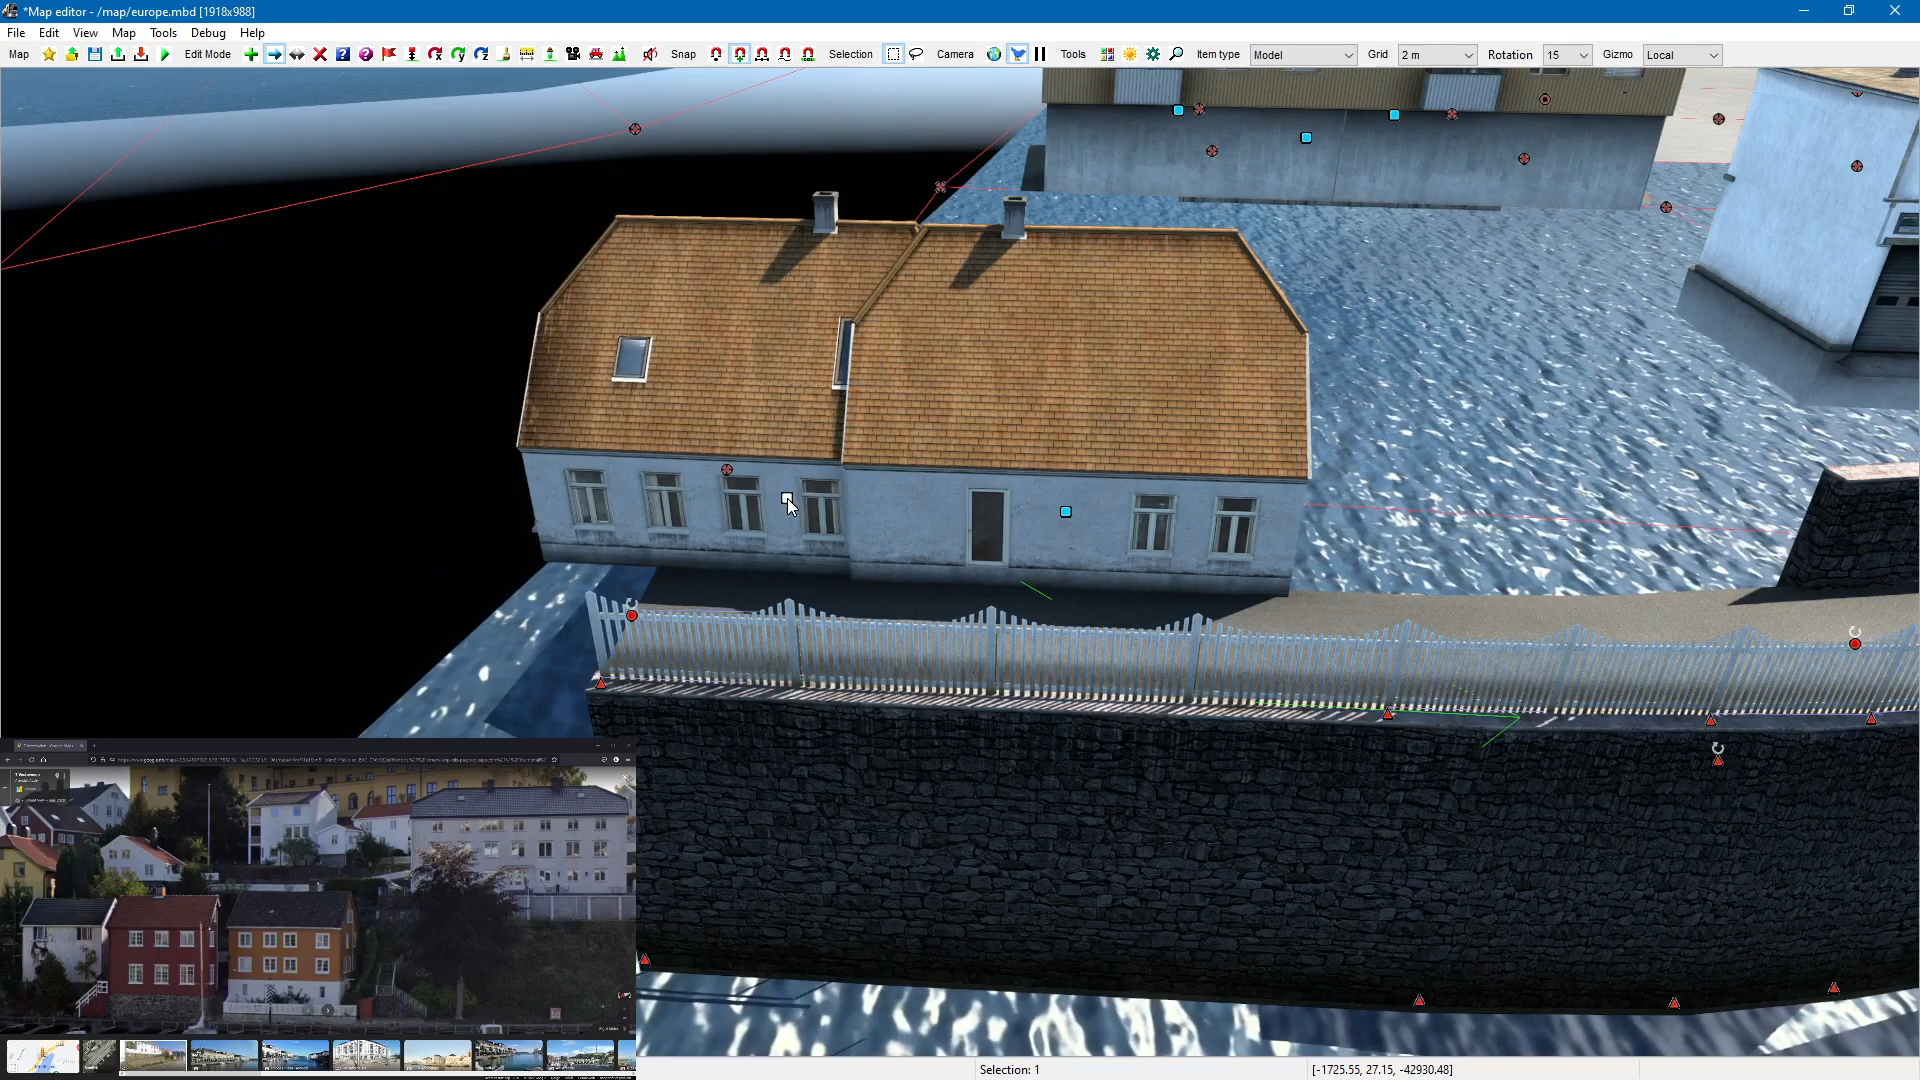 *Map editor - /map/europe.mbd [1918x988]
File Edit View Map Tools Debug Help
Map Edit Mode Snap Selection Camera Tools Item type Model Grid 2 m Rotation 15 Gizmo Local
Selection: 1 [-1725.55, 27.15, -42930.48]